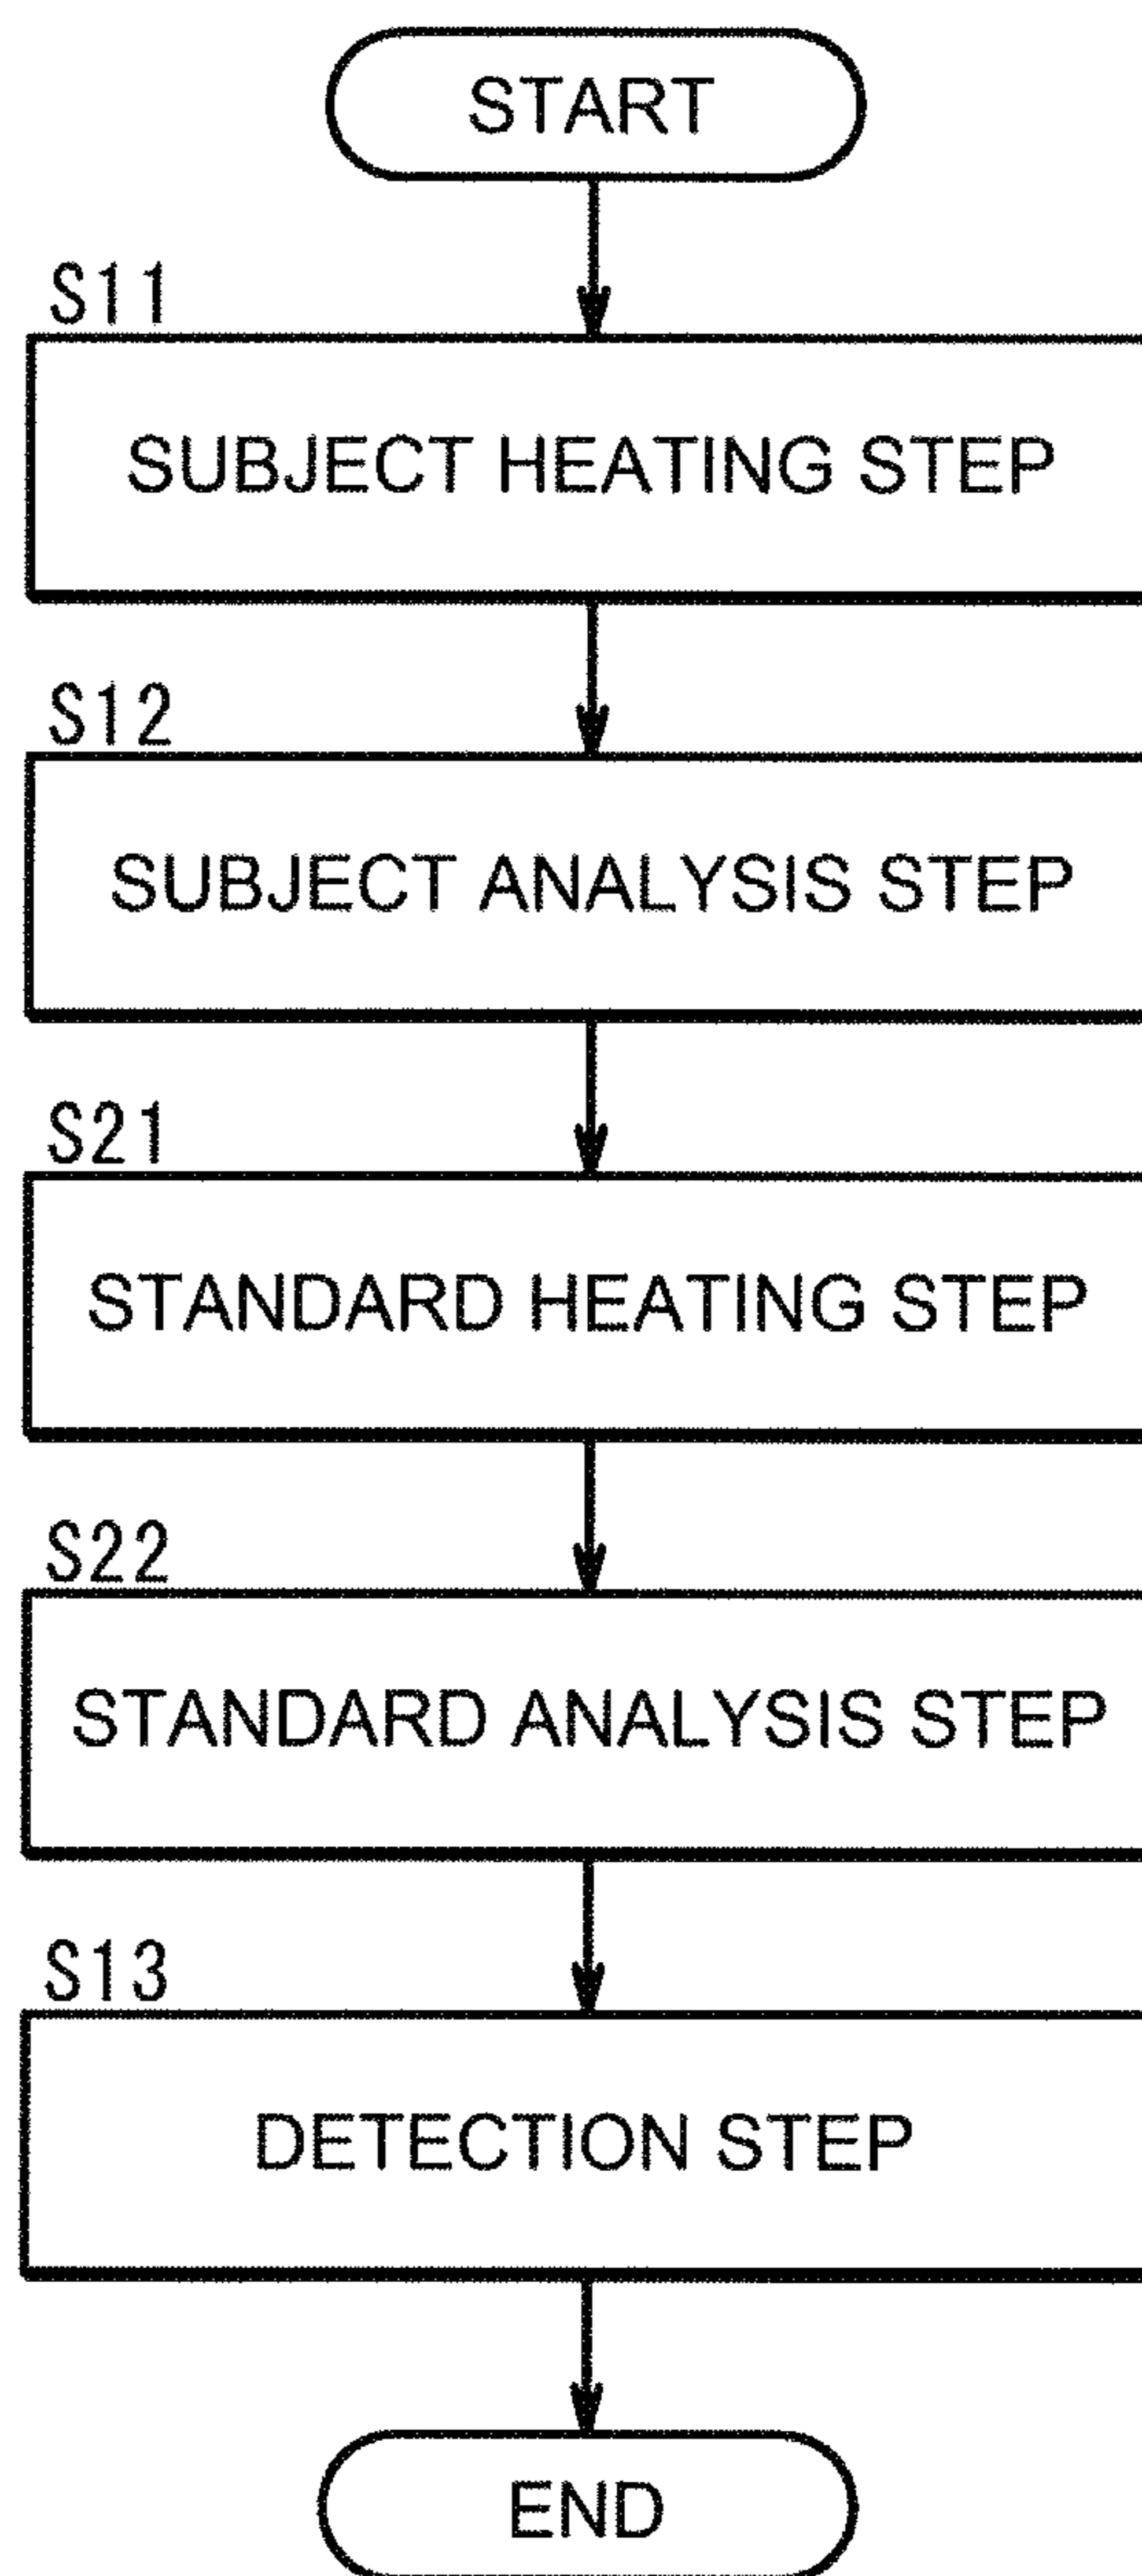 START
S11
SUBJECT HEATING STEP
S12
SUBJECT ANALYSIS STEP
S21
STANDARD HEATING STEP
S22
STANDARD ANALYSIS STEP
S13
DETECTION STEP
END